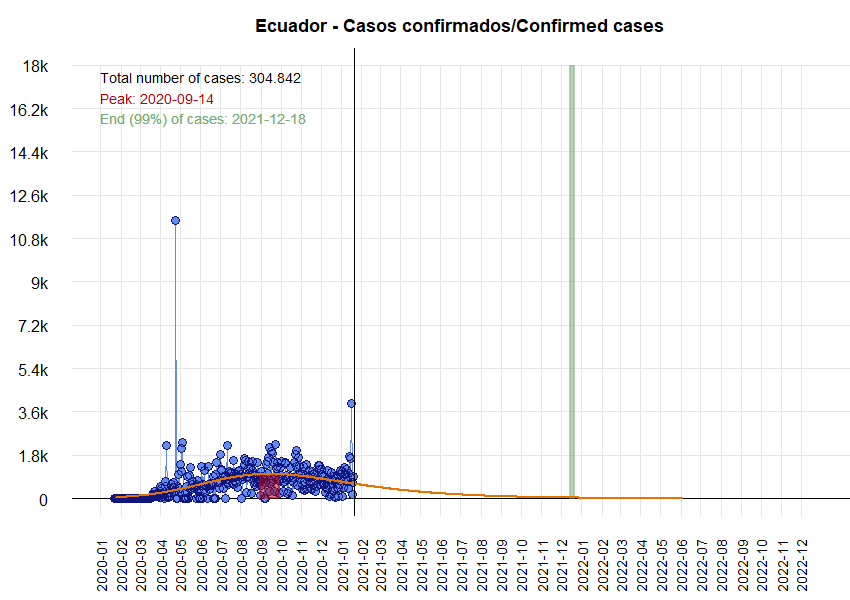 Ecuador - Casos confirmados/Confirmed cases
Total number of cases: 304.842
Peak: 2020-09-14
End (99%) of cases: 2021-12-18
18k
16.2k
14.4k
12.6k
10.8k
9k
7.2k
5.4k
3.6k
1.8k
0
2020-01
2020-02
2020-03
2020-04
2020-05
2020-06
2020-07
2020-08
2020-09
2020-10
2020-11
2020-12
2021-01
2021-02
2021-03
2021-04
2021-05
2021-06
2021-07
2021-08
2021-09
2021-10
2021-11
2021-12
2022-01
2022-02
2022-03
2022-04
2022-05
2022-06
2022-07
2022-08
2022-09
2022-10
2022-11
2022-12